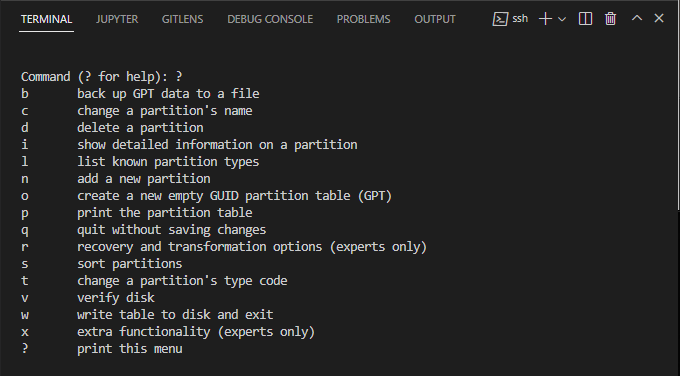 TERMINAL JUPYTER GITLENS DEBUG CONSOLE PROBLEMS OUTPUT ssh
Command (? for help): ?
b back up GPT data to a file
c change a partition's name
d delete a partition
i show detailed information on a partition
l list known partition types
n add a new partition
o create a new empty GUID partition table (GPT)
p print the partition table
q quit without saving changes
r recovery and transformation options (experts only)
s sort partitions
t change a partition's type code
v verify disk
w write table to disk and exit
x extra functionality (experts only)
? print this menu